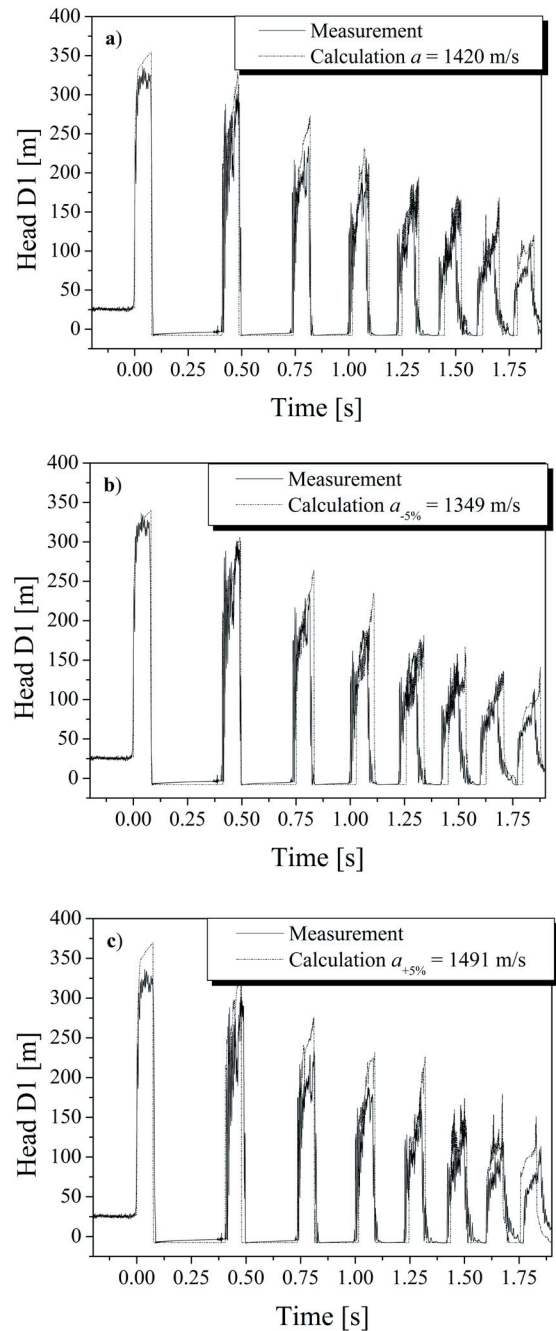 a)
Measurement
Calculation a = 1420 m/s
400
350
300
250
200
150
100
50
0
Head D1 [m]
0.00 0.25 0.50 0.75 1.00 1.25 1.50 1.75
Time [s]
b)
Measurement
Calculation a-5% = 1349 m/s
400
350
300
250
200
150
100
50
0
Head D1 [m]
0.00 0.25 0.50 0.75 1.00 1.25 1.50 1.75
Time [s]
c)
Measurement
Calculation a+5% = 1491 m/s
400
350
300
250
200
150
100
50
0
Head D1 [m]
0.00 0.25 0.50 0.75 1.00 1.25 1.50 1.75
Time [s]